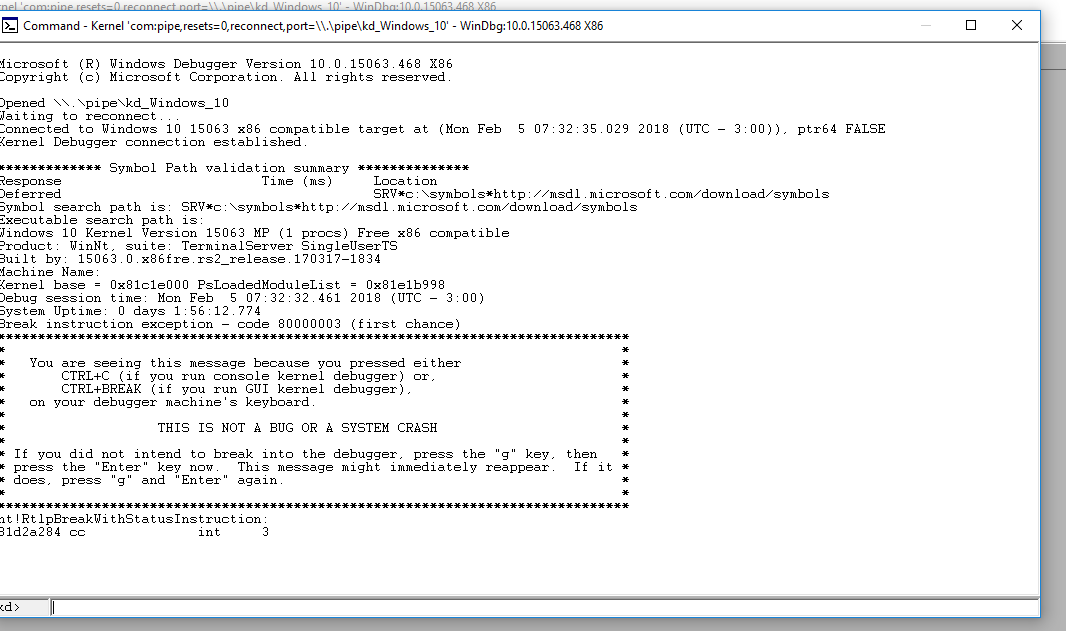 nel 'com:pipe,resets=0,reconnect,port=\\.\pipe\kd_Windows_10' - WinDbg:10.0.15063.468 X86
Command - Kernel 'com:pipe,resets=0,reconnect,port=\\.\pipe\kd_Windows_10' - WinDbg:10.0.15063.468 X86
Microsoft (R) Windows Debugger Version 10.0.15063.468 X86
Copyright (c) Microsoft Corporation. All rights reserved.
Opened \\.\pipe\kd_Windows_10
Waiting to reconnect...
Connected to Windows 10 15063 x86 compatible target at (Mon Feb  5 07:32:35.029 2018 (UTC - 3:00)), ptr64 FALSE
Kernel Debugger connection established.
************* Symbol Path validation summary **************
Response                         Time (ms)     Location
Deferred                                       SRV*c:\symbols*http://msdl.microsoft.com/download/symbols
Symbol search path is: SRV*c:\symbols*http://msdl.microsoft.com/download/symbols
Executable search path is:
Windows 10 Kernel Version 15063 MP (1 procs) Free x86 compatible
Product: WinNt, suite: TerminalServer SingleUserTS
Built by: 15063.0.x86fre.rs2_release.170317-1834
Machine Name:
Kernel base = 0x81c1e000 PsLoadedModuleList = 0x81e1b998
Debug session time: Mon Feb  5 07:32:32.461 2018 (UTC - 3:00)
System Uptime: 0 days 1:56:12.774
Break instruction exception - code 80000003 (first chance)
*******************************************************************************
*                                                                             *
*   You are seeing this message because you pressed either                    *
*       CTRL+C (if you run console kernel debugger) or,                       *
*       CTRL+BREAK (if you run GUI kernel debugger),                          *
*   on your debugger machine's keyboard.                                      *
*                                                                             *
*                   THIS IS NOT A BUG OR A SYSTEM CRASH                       *
*                                                                             *
* If you did not intend to break into the debugger, press the "g" key, then   *
* press the "Enter" key now.  This message might immediately reappear.  If it *
* does, press "g" and "Enter" again.                                          *
*                                                                             *
*******************************************************************************
nt!RtlpBreakWithStatusInstruction:
81d2a284 cc              int     3
kd>